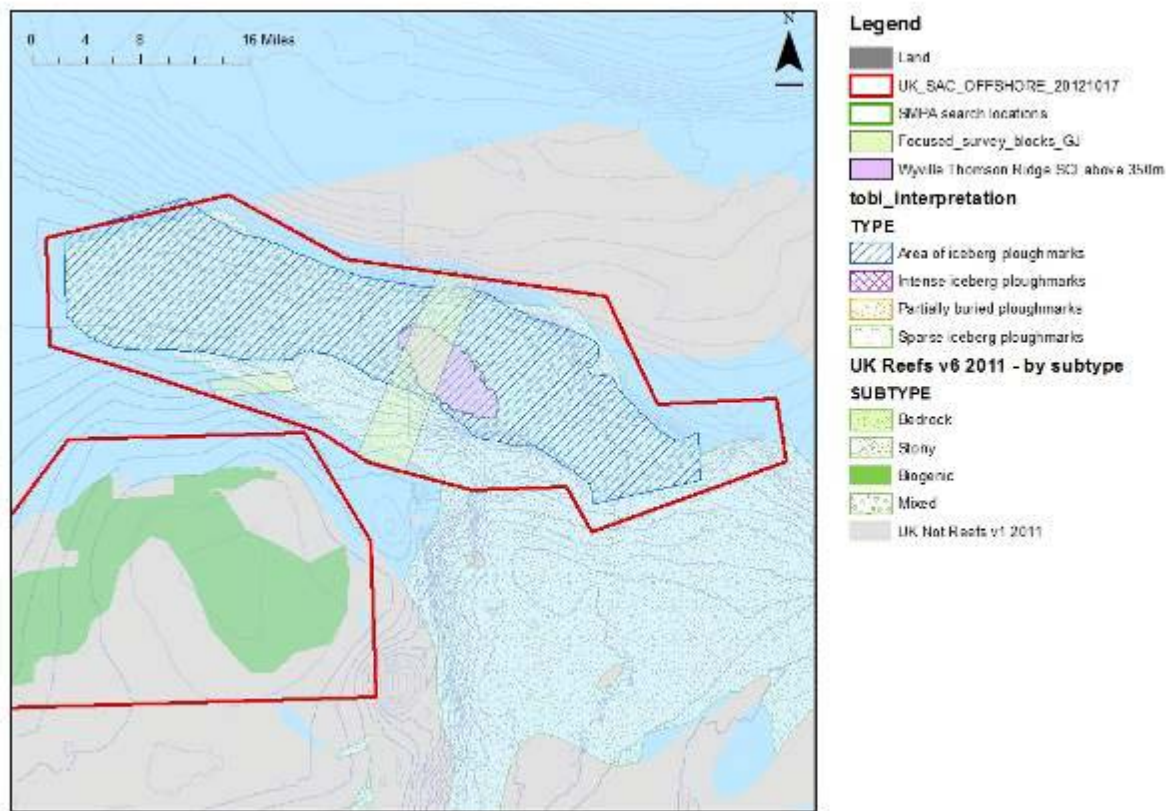 N
0 4 8 16 Miles
Legend
Land
UK_SAC_OFFSHORE_20121017
SMPA search locations
Focused_survey_blocks_GJ
Wyville Thomson Ridge SCI above 350m
tobi_interpretation
TYPE
Area of iceberg ploughmarks
Intense iceberg ploughmarks
Partially buried ploughmarks
Sparse iceberg ploughmarks
UK Reefs v6 2011 - by subtype
SUBTYPE
Bedrock
Stony
Biogenic
Mixed
UK Not Reefs v1 2011